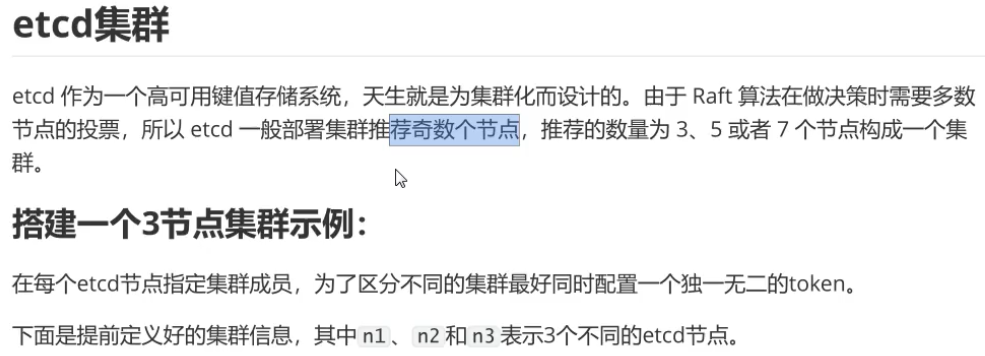 etcd集群
etcd 作为一个高可用键值存储系统，天生就是为集群化而设计的。由于 Raft 算法在做决策时需要多数
节点的投票，所以 etcd 一般部署集群推荐奇数个节点，推荐的数量为 3、5 或者 7 个节点构成一个集
群。
搭建一个3节点集群示例：
在每个etcd节点指定集群成员，为了区分不同的集群最好同时配置一个独一无二的token。
下面是提前定义好的集群信息，其中n1、n2和n3表示3个不同的etcd节点。